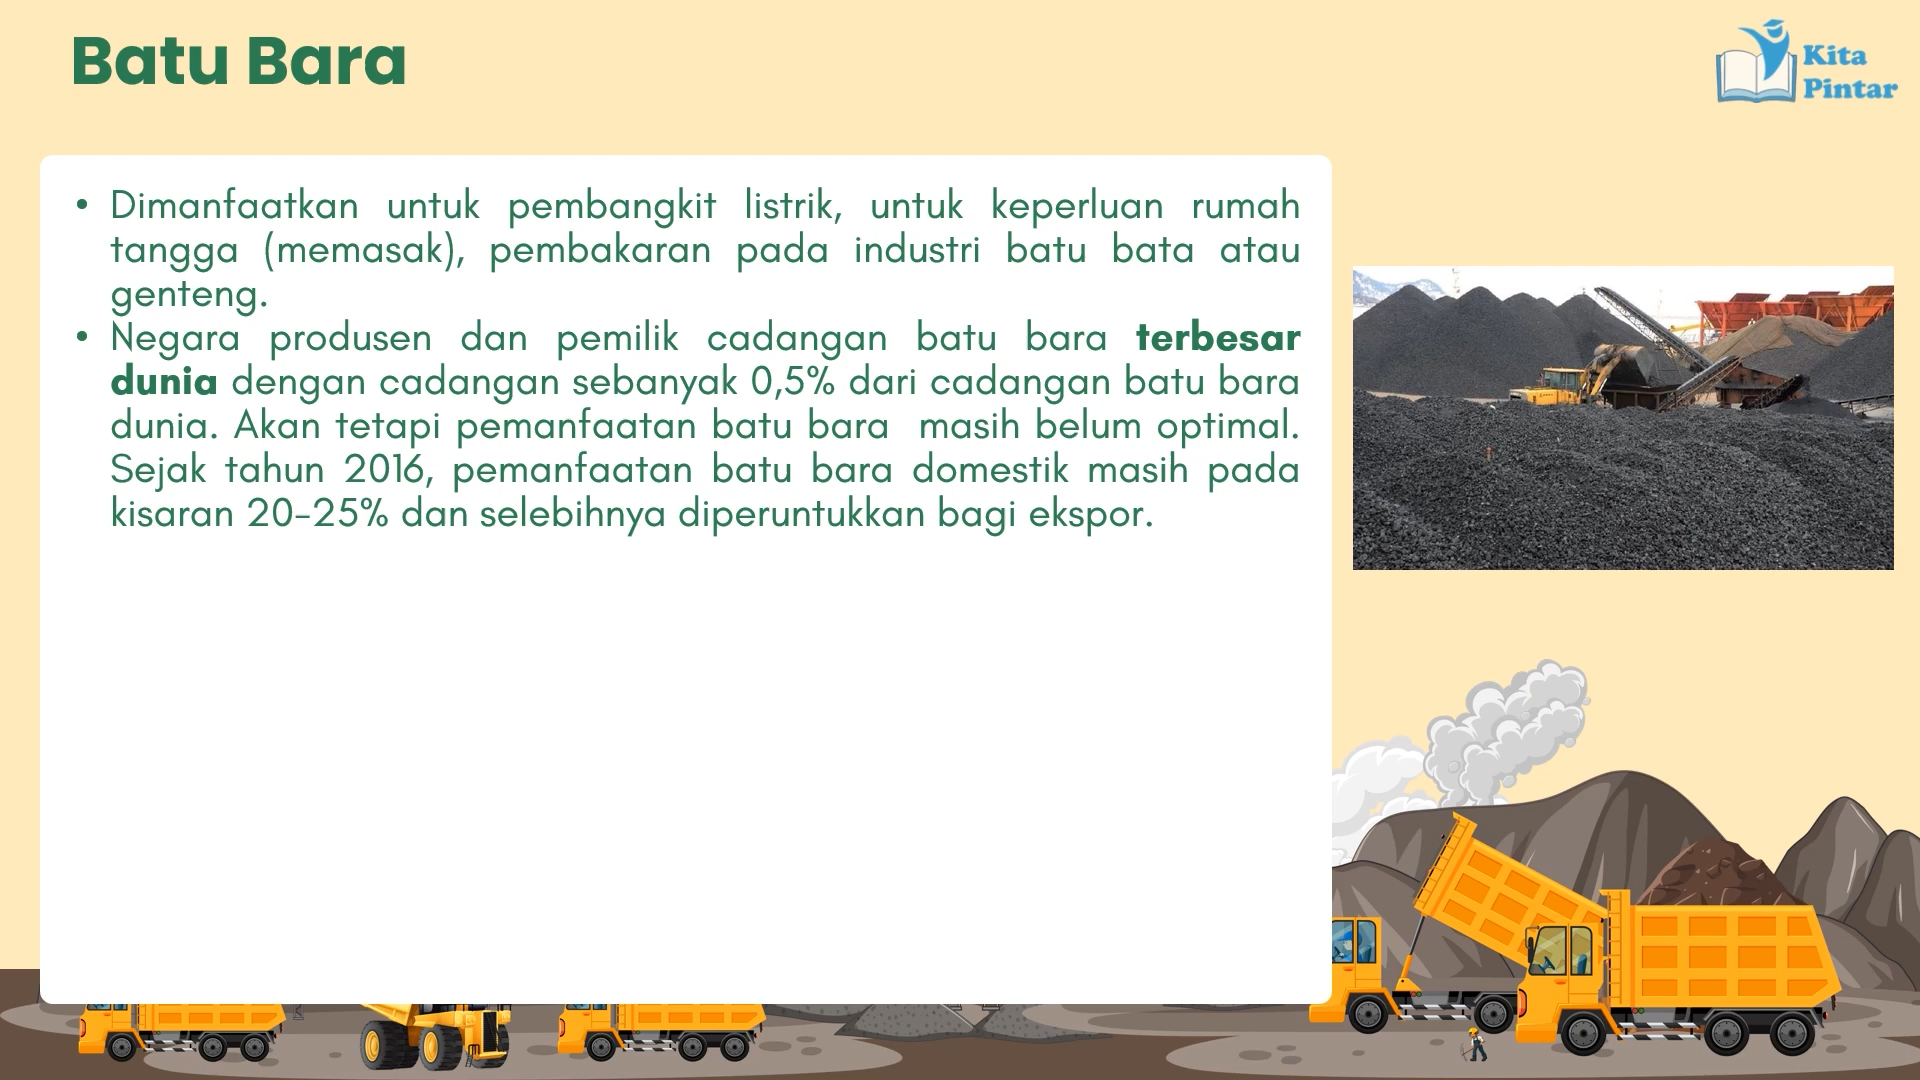 Batu Bara
Kita
Pintar
• Dimanfaatkan untuk pembangkit listrik, untuk keperluan rumah
tangga (memasak), pembakaran pada industri batu bata atau
genteng.
• Negara produsen dan pemilik cadangan batu bara terbesar
dunia dengan cadangan sebanyak 0,5% dari cadangan batu bara
dunia. Akan tetapi pemanfaatan batu bara masih belum optimal.
Sejak tahun 2016, pemanfaatan batu bara domestik masih pada
kisaran 20-25% dan selebihnya diperuntukkan bagi ekspor.